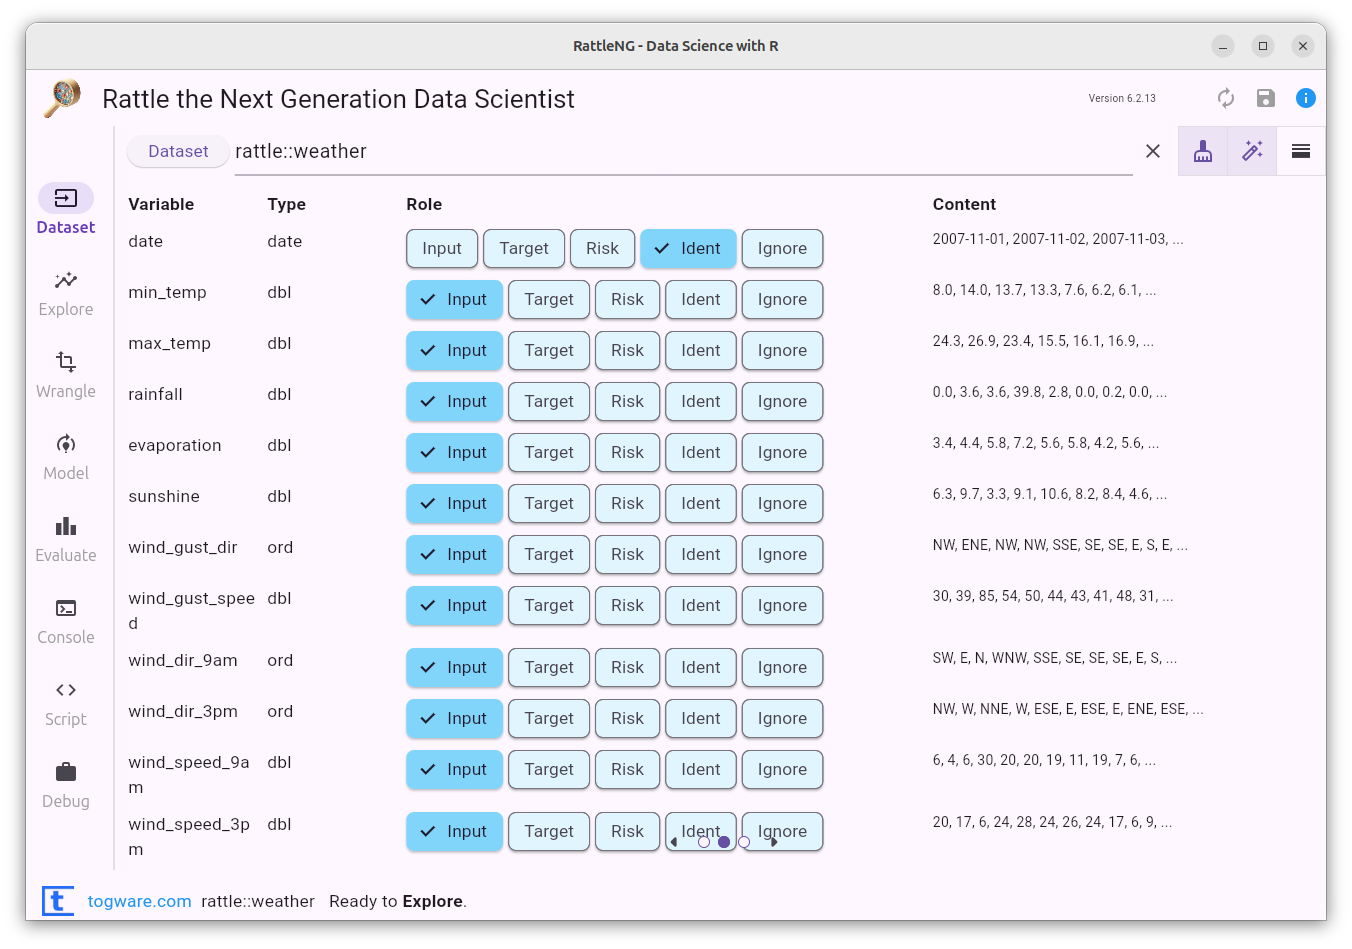 RattleNG - Data Science with R
Rattle the Next Generation Data Scientist
Version 6.2.13
Dataset rattle::weather
Variable Type Role Content
date date Input Target Risk Ident Ignore 2007-11-01, 2007-11-02, 2007-11-03, ...
min_temp dbl Input Target Risk Ident Ignore 8.0, 14.0, 13.7, 13.3, 7.6, 6.2, 6.1, ...
max_temp dbl Input Target Risk Ident Ignore 24.3, 26.9, 23.4, 15.5, 16.1, 16.9, ...
rainfall dbl Input Target Risk Ident Ignore 0.0, 3.6, 3.6, 39.8, 2.8, 0.0, 0.2, 0.0, ...
evaporation dbl Input Target Risk Ident Ignore 3.4, 4.4, 5.8, 7.2, 5.6, 5.8, 4.2, 5.6, ...
sunshine dbl Input Target Risk Ident Ignore 6.3, 9.7, 3.3, 9.1, 10.6, 8.2, 8.4, 4.6, ...
wind_gust_dir ord Input Target Risk Ident Ignore NW, ENE, NW, NW, SSE, SE, SE, E, S, E, ...
wind_gust_spee dbl Input Target Risk Ident Ignore 30, 39, 85, 54, 50, 44, 43, 41, 48, 31, ...
d
wind_dir_9am ord Input Target Risk Ident Ignore SW, E, N, WNW, SSE, SE, SE, SE, E, S, ...
wind_dir_3pm ord Input Target Risk Ident Ignore NW, W, NNE, W, ESE, E, ESE, E, ENE, ESE, ...
wind_speed_9a dbl Input Target Risk Ident Ignore 6, 4, 6, 30, 20, 20, 19, 11, 19, 7, 6, ...
m
wind_speed_3p dbl Input Target Risk Ident Ignore 20, 17, 6, 24, 28, 24, 26, 24, 17, 6, 9, ...
m
Dataset
Explore
Wrangle
Model
Evaluate
Console
Script
Debug
t togware.com rattle::weather Ready to Explore.